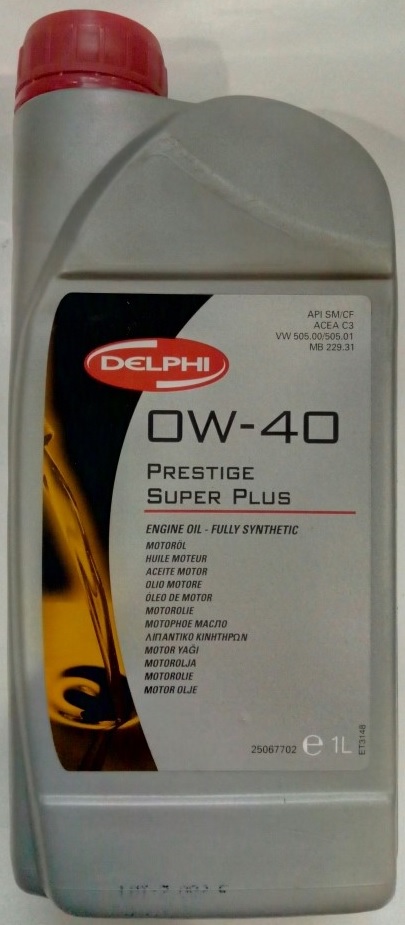 API SM/CF
ACEA C3
VW 505.00/505.01
MB 229.31
DELPHI
0W-40
PRESTIGE
SUPER PLUS
ENGINE OIL - FULLY SYNTHETIC
MOTORÖL
HUILE MOTEUR
ACEITE MOTOR
OLIO MOTORE
ÓLEO DE MOTOR
MOTOROLIE
МОТОРНОЕ МАСЛО
ΛΙΠΑΝΤΙΚΟ ΚΙΝΗΤΗΡΩΝ
MOTOR YAĞI
MOTOROLJA
MOTOROLIE
MOTOR OLJE
25067702 e 1L
ET3148